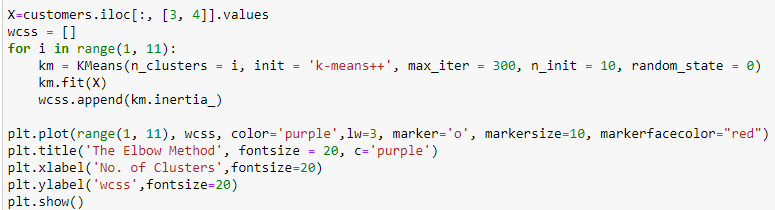 X=customers.iloc[:, [3, 4]].values
wcss = []
for i in range(1, 11):
    km = KMeans(n_clusters = i, init = 'k-means++', max_iter = 300, n_init = 10, random_state = 0)
    km.fit(X)
    wcss.append(km.inertia_)

plt.plot(range(1, 11), wcss, color='purple',lw=3, marker='o', markersize=10, markerfacecolor="red")
plt.title('The Elbow Method', fontsize = 20, c='purple')
plt.xlabel('No. of Clusters',fontsize=20)
plt.ylabel('wcss',fontsize=20)
plt.show()